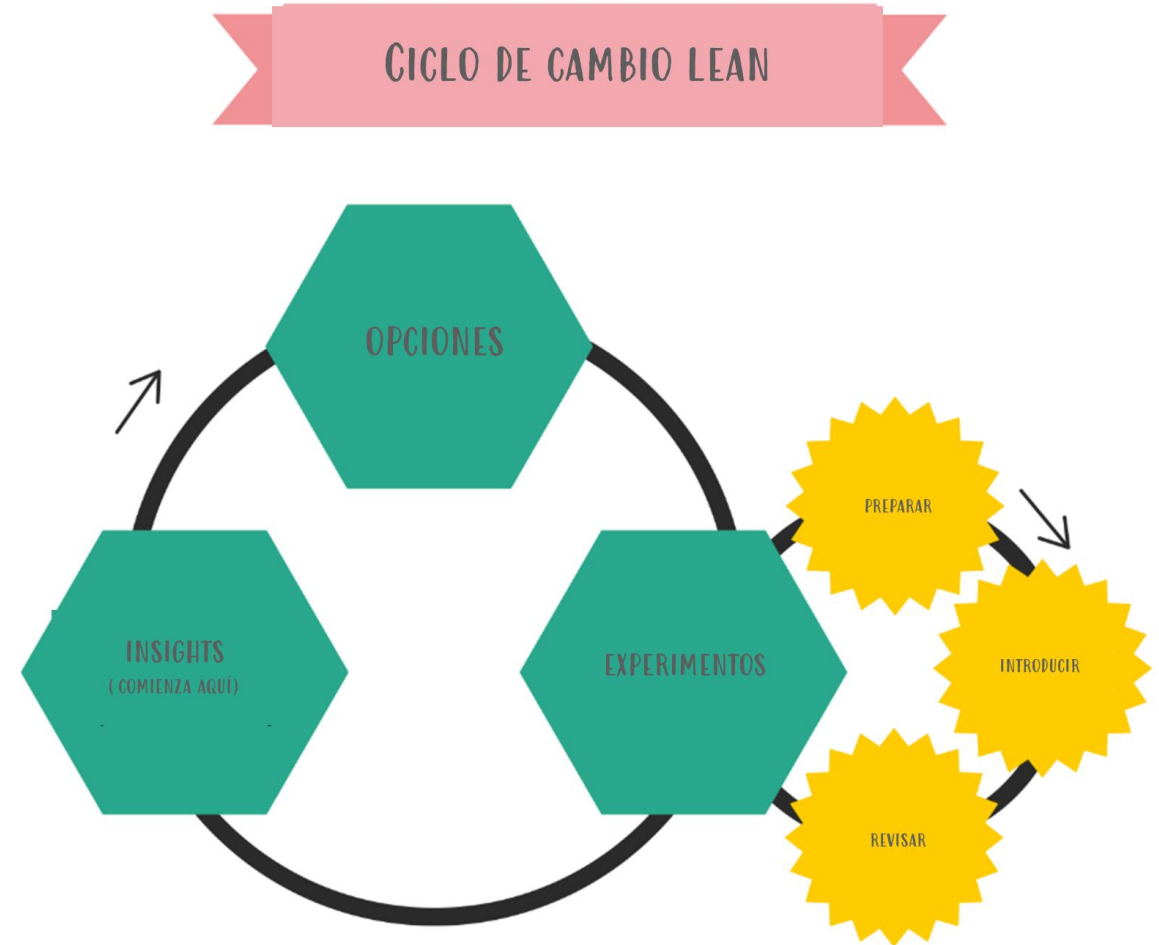 CICLO DE CAMBIO LEAN
OPCIONES
PREPARAR
INSIGHTS
( COMIENZA AQUÍ)
EXPERIMENTOS
INTRODUCIR
REVISAR